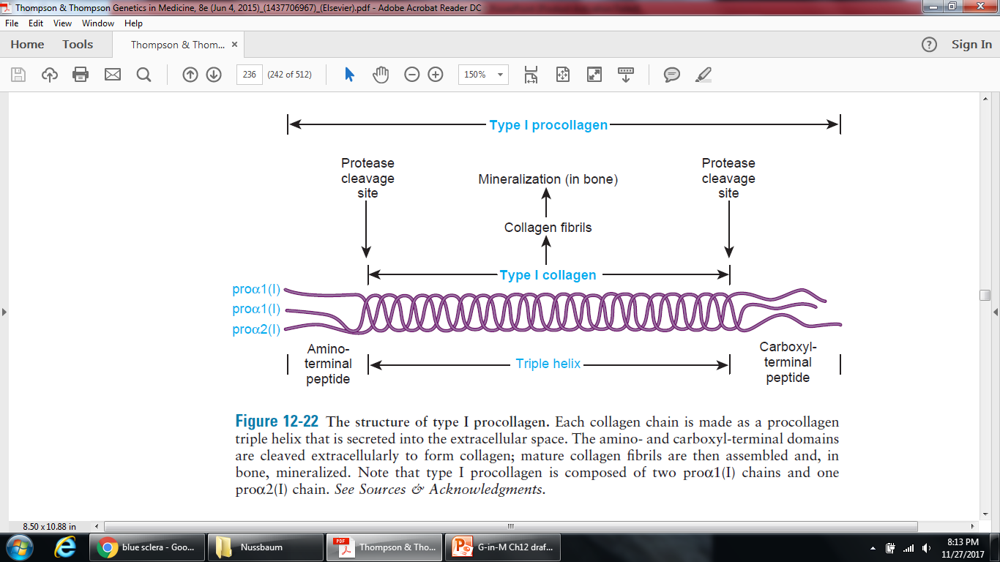 Thompson & Thompson Genetics in Medicine, 8e (Jun 4, 2015)_(1437706967)_(Elsevier).pdf - Adobe Acrobat Reader DC
File Edit View Window Help
Home Tools Thompson & Thom... × ? Sign In
236 (242 of 512) 150%
Type I procollagen
Protease cleavage site
Mineralization (in bone)
Protease cleavage site
Collagen fibrils
Type I collagen
proα1(I)
proα1(I)
proα2(I)
Amino-terminal peptide
Triple helix
Carboxyl-terminal peptide
Figure 12-22 The structure of type I procollagen. Each collagen chain is made as a procollagen
triple helix that is secreted into the extracellular space. The amino- and carboxyl-terminal domains
are cleaved extracellularly to form collagen; mature collagen fibrils are then assembled and, in
bone, mineralized. Note that type I procollagen is composed of two proα1(I) chains and one
proα2(I) chain. See Sources & Acknowledgments.
8.50 x 10.88 in
blue sclera - Goo... Nussbaum Thompson & Tho... G-in-M Ch12 draf...
8:13 PM
11/27/2017